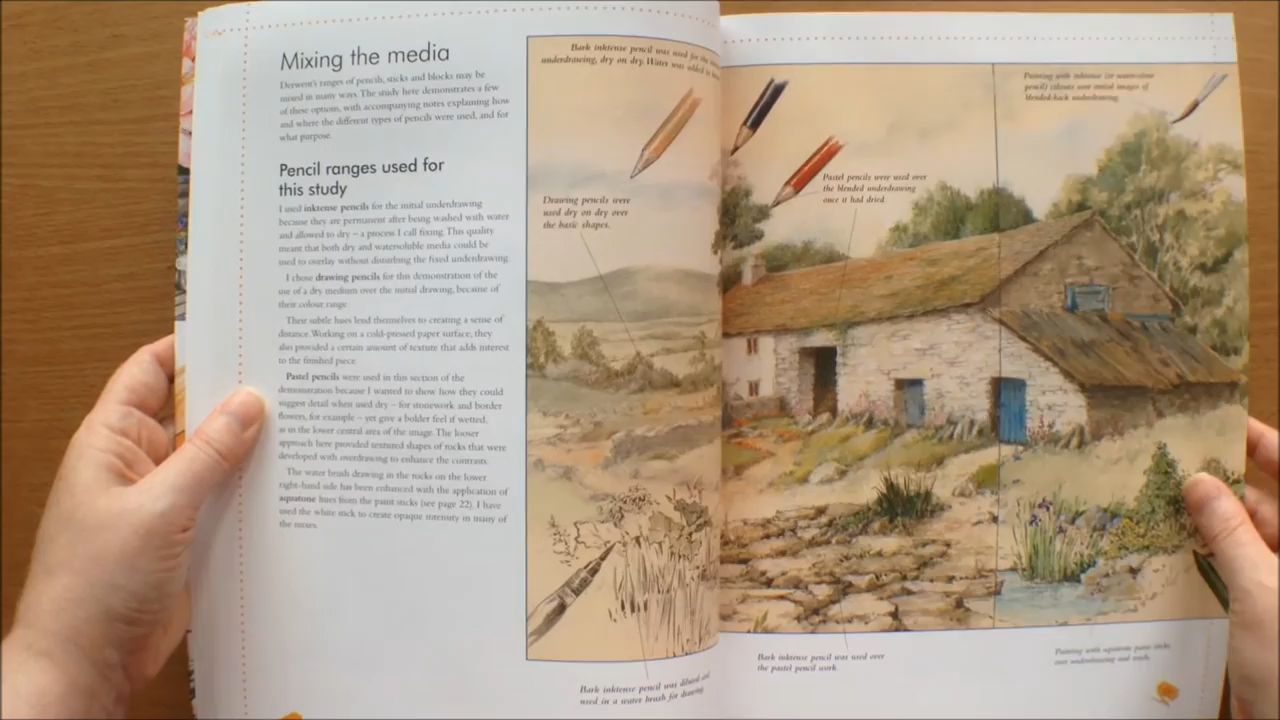 Mixing the media
Derwent's ranges of pencils, sticks and blocks may be
mixed in many ways. The study here demonstrates a few
of these options, with accompanying notes explaining how
and where the different types of pencils were used, and for
what purpose.
Pencil ranges used for
this study
I used inktense pencils for the initial underdrawing
because they are permanent after being washed with water
and allowed to dry – a process I call fixing. This quality
meant that both dry and watersoluble media could be
used to overlay without disturbing the fixed underdrawing.
I chose drawing pencils for this demonstration of the
use of a dry medium over the initial drawing, because of
their colour range.
Their subtle hues lend themselves to creating a sense of
distance. Working on a cold-pressed paper surface, they
also provided a certain amount of texture that adds interest
to the finished piece.
Pastel pencils were used in this section of the
demonstration because I wanted to show how they could
suggest detail when used dry – for stonework and border
flowers, for example – yet give a bolder feel if wetted,
as in the lower central area of the image. The looser
approach here provided textured shapes of rocks that were
developed with overdrawing to enhance the contrasts.
The water brush drawing in the rocks on the lower
right-hand side has been enhanced with the application of
aquatone hues from the paint sticks (see page 22). I have
used the white stick to create opaque intensity in many of
the tones.
Bark inktense pencil was used for the
underdrawing, dry on dry. Water was added to
Drawing pencils were
used dry on dry over
the basic shapes.
Bark inktense pencil was diluted and
used in a water brush for drawing.
Pastel pencils were used over
the blended underdrawing
once it had dried.
Painting with inktense (or watercolour
pencil) colours over initial images of
blended-back underdrawing.
Bark inktense pencil was used over
the pastel pencil work.
Painting with aquatone paint sticks
over underdrawing and wash.